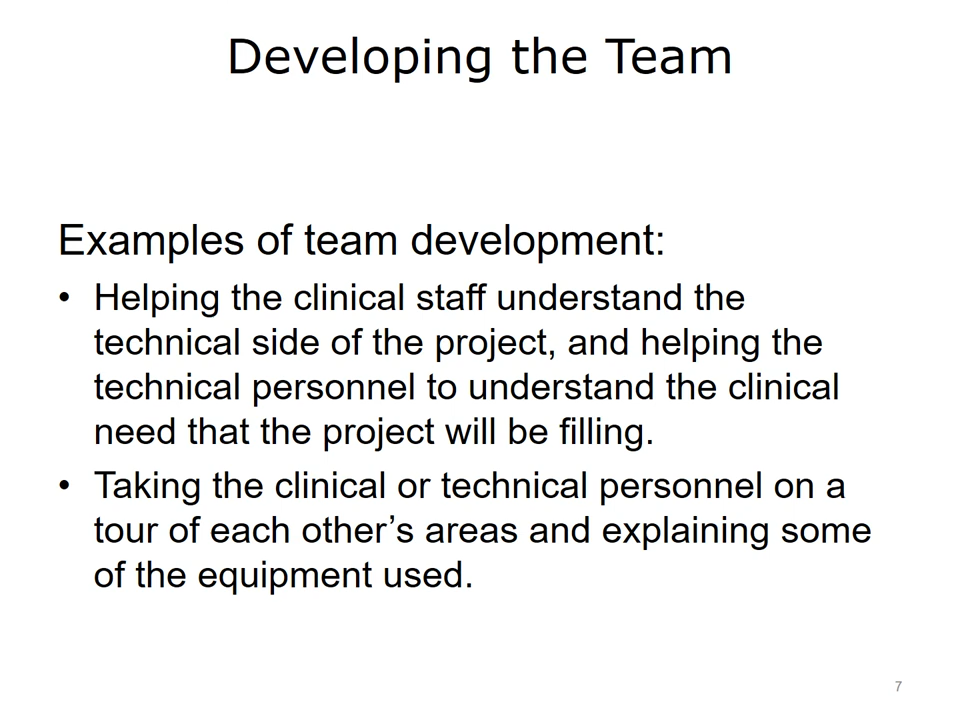 Developing the Team
Examples of team development:
• Helping the clinical staff understand the
technical side of the project, and helping the
technical personnel to understand the clinical
need that the project will be filling.
• Taking the clinical or technical personnel on a
tour of each other’s areas and explaining some
of the equipment used.
7